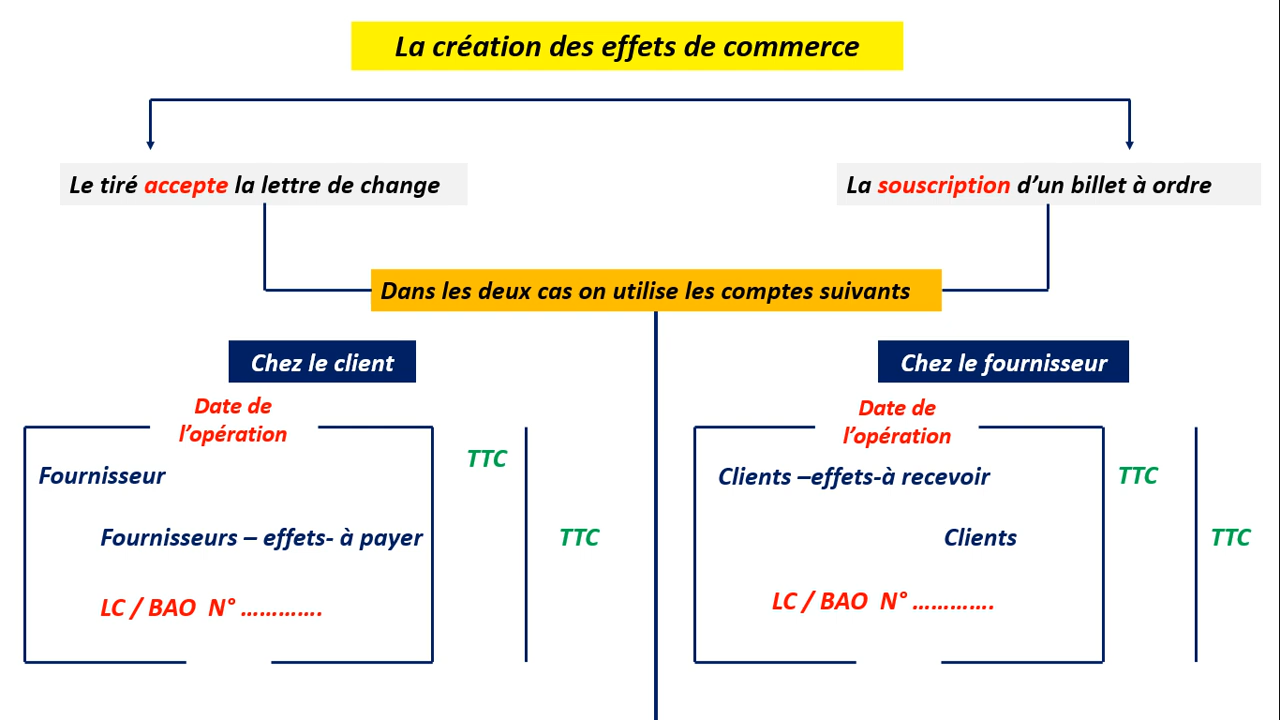 La création des effets de commerce
Le tiré accepte la lettre de change
La souscription d’un billet à ordre
Dans les deux cas on utilise les comptes suivants
Chez le client
Date de
l’opération
Fournisseur
TTC
Fournisseurs – effets- à payer
TTC
LC / BAO N° ………….
Chez le fournisseur
Date de
l’opération
Clients –effets-à recevoir
TTC
Clients
TTC
LC / BAO N° ………….